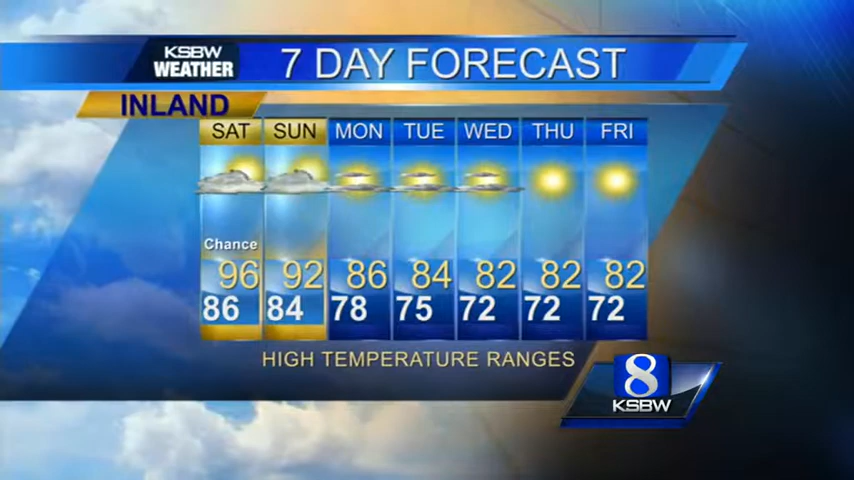 KSBW
WEATHER
7 DAY FORECAST
INLAND
SAT SUN MON TUE WED THU FRI
Chance
96 92 86 84 82 82 82
86 84 78 75 72 72 72
HIGH TEMPERATURE RANGES
8
KSBW